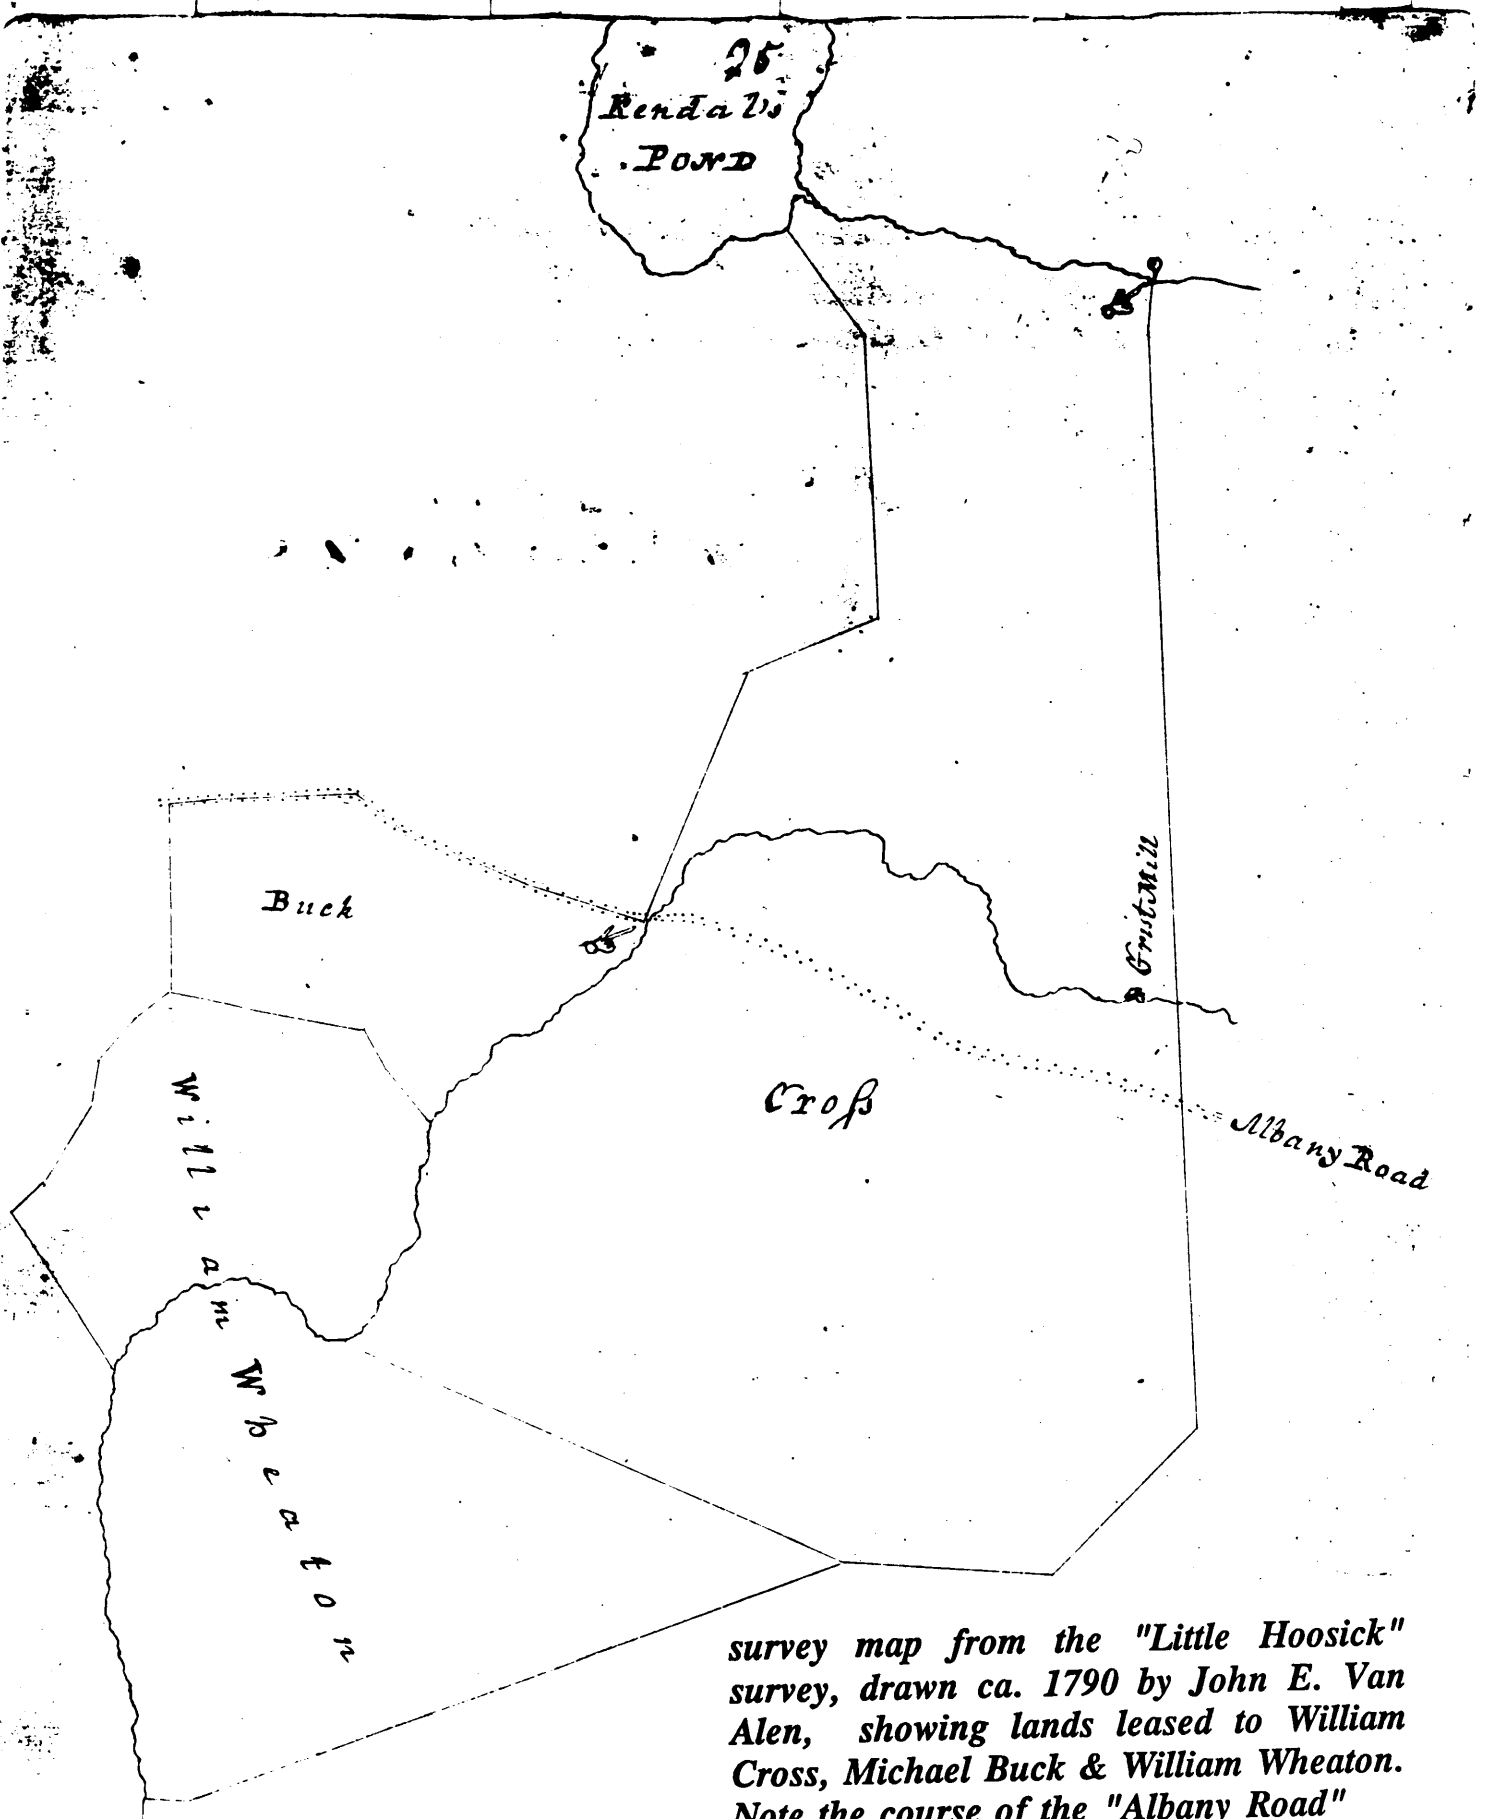 25
Kendal's
POND
Buck
Grist Mill
Croſs
Albany Road
William Wheaton
survey map from the "Little Hoosick"
survey, drawn ca. 1790 by John E. Van
Alen, showing lands leased to William
Cross, Michael Buck & William Wheaton.
Note the course of the "Albany Road"